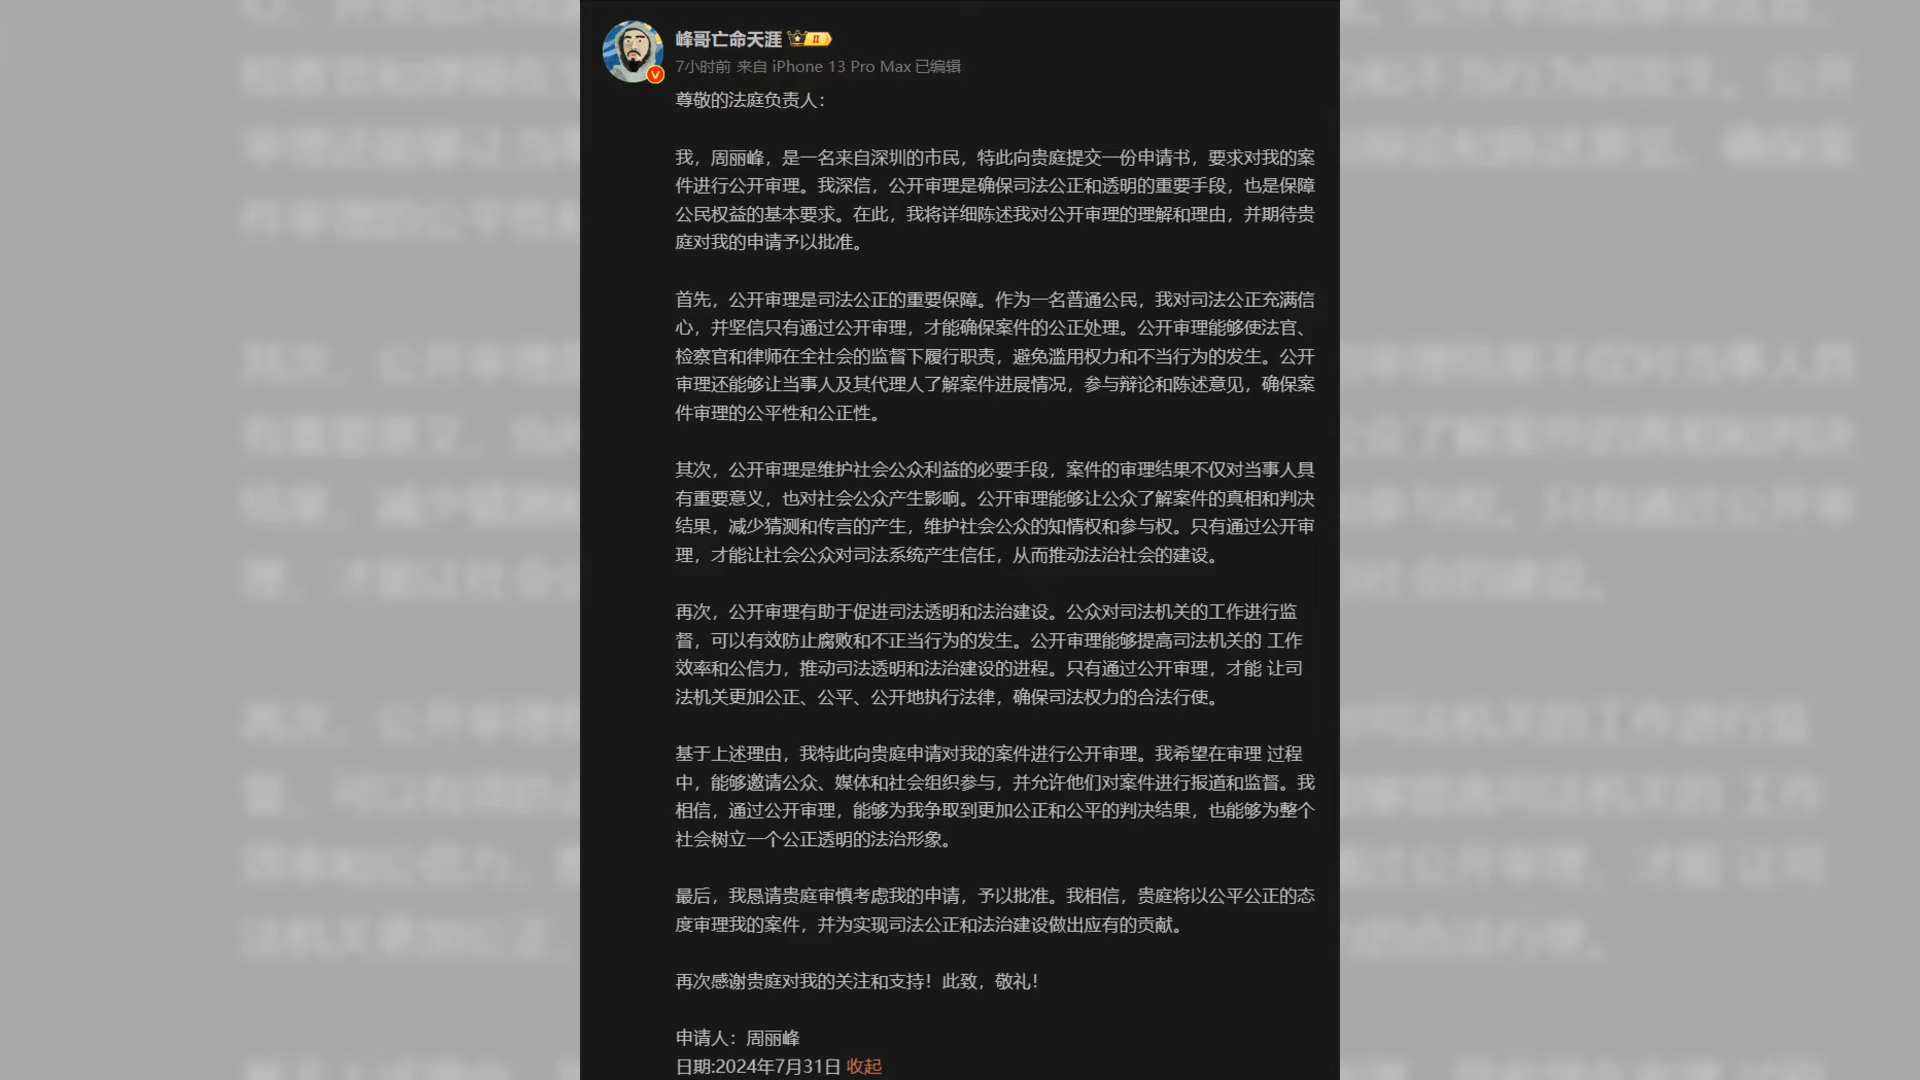 峰哥亡命天涯 II
7小时前 来自 iPhone 13 Pro Max 已编辑
尊敬的法庭负责人：
我，周丽峰，是一名来自深圳的市民，特此向贵庭提交一份申请书，要求对我的案
件进行公开审理。我深信，公开审理是确保司法公正和透明的重要手段，也是保障
公民权益的基本要求。在此，我将详细陈述我对公开审理的理解和理由，并期待贵
庭对我的申请予以批准。
首先，公开审理是司法公正的重要保障。作为一名普通公民，我对司法公正充满信
心，并坚信只有通过公开审理，才能确保案件的公正处理。公开审理能够使法官、
检察官和律师在全社会的监督下履行职责，避免滥用权力和不当行为的发生。公开
审理还能够让当事人及其代理人了解案件进展情况，参与辩论和陈述意见，确保案
件审理的公平性和公正性。
其次，公开审理是维护社会公众利益的必要手段，案件的审理结果不仅对当事人具
有重要意义，也对社会公众产生影响。公开审理能够让公众了解案件的真相和判决
结果，减少猜测和传言的产生，维护社会公众的知情权和参与权。只有通过公开审
理，才能让社会公众对司法系统产生信任，从而推动法治社会的建设。
再次，公开审理有助于促进司法透明和法治建设。公众对司法机关的工作进行监
督，可以有效防止腐败和不正当行为的发生。公开审理能够提高司法机关的 工作
效率和公信力，推动司法透明和法治建设的进程。只有通过公开审理，才能 让司
法机关更加公正、公平、公开地执行法律，确保司法权力的合法行使。
基于上述理由，我特此向贵庭申请对我的案件进行公开审理。我希望在审理 过程
中，能够邀请公众、媒体和社会组织参与，并允许他们对案件进行报道和监督。我
相信，通过公开审理，能够为我争取到更加公正和公平的判决结果，也能够为整个
社会树立一个公正透明的法治形象。
最后，我恳请贵庭审慎考虑我的申请，予以批准。我相信，贵庭将以公平公正的态
度审理我的案件，并为实现司法公正和法治建设做出应有的贡献。
再次感谢贵庭对我的关注和支持！此致，敬礼！
申请人：周丽峰
日期:2024年7月31日 收起